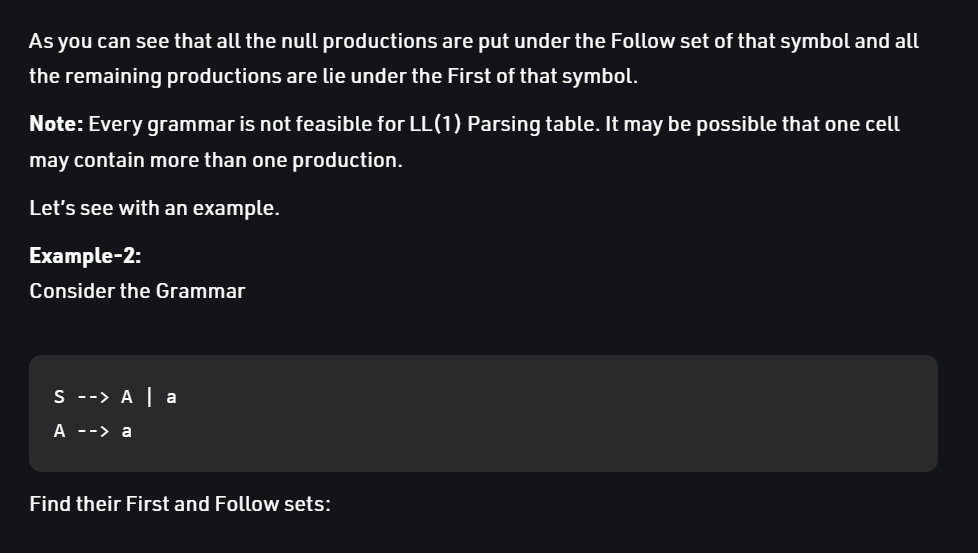 As you can see that all the null productions are put under the Follow set of that symbol and all
the remaining productions are lie under the First of that symbol.
Note: Every grammar is not feasible for LL(1) Parsing table. It may be possible that one cell
may contain more than one production.
Let's see with an example.
Example-2:
Consider the Grammar
S --> A | a
A --> a
Find their First and Follow sets: